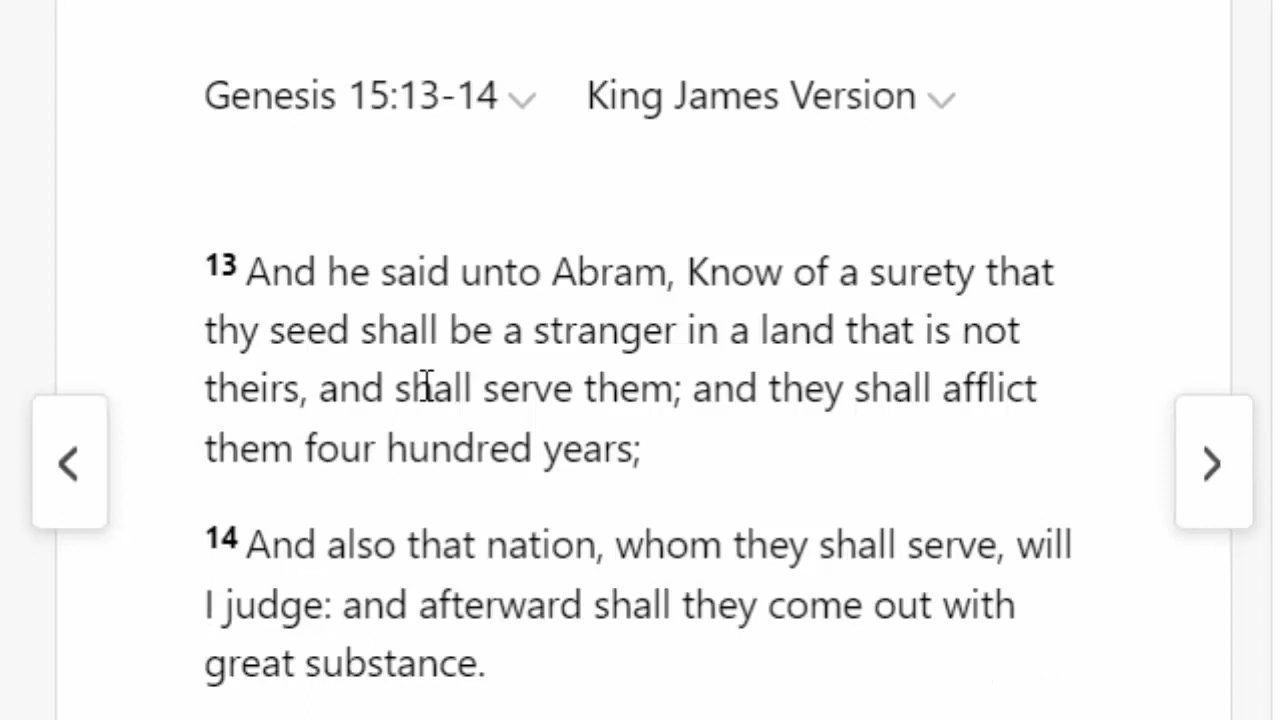 Genesis 15:13-14 King James Version
13 And he said unto Abram, Know of a surety that
thy seed shall be a stranger in a land that is not
theirs, and shall serve them; and they shall afflict
them four hundred years;
14 And also that nation, whom they shall serve, will
I judge: and afterward shall they come out with
great substance.